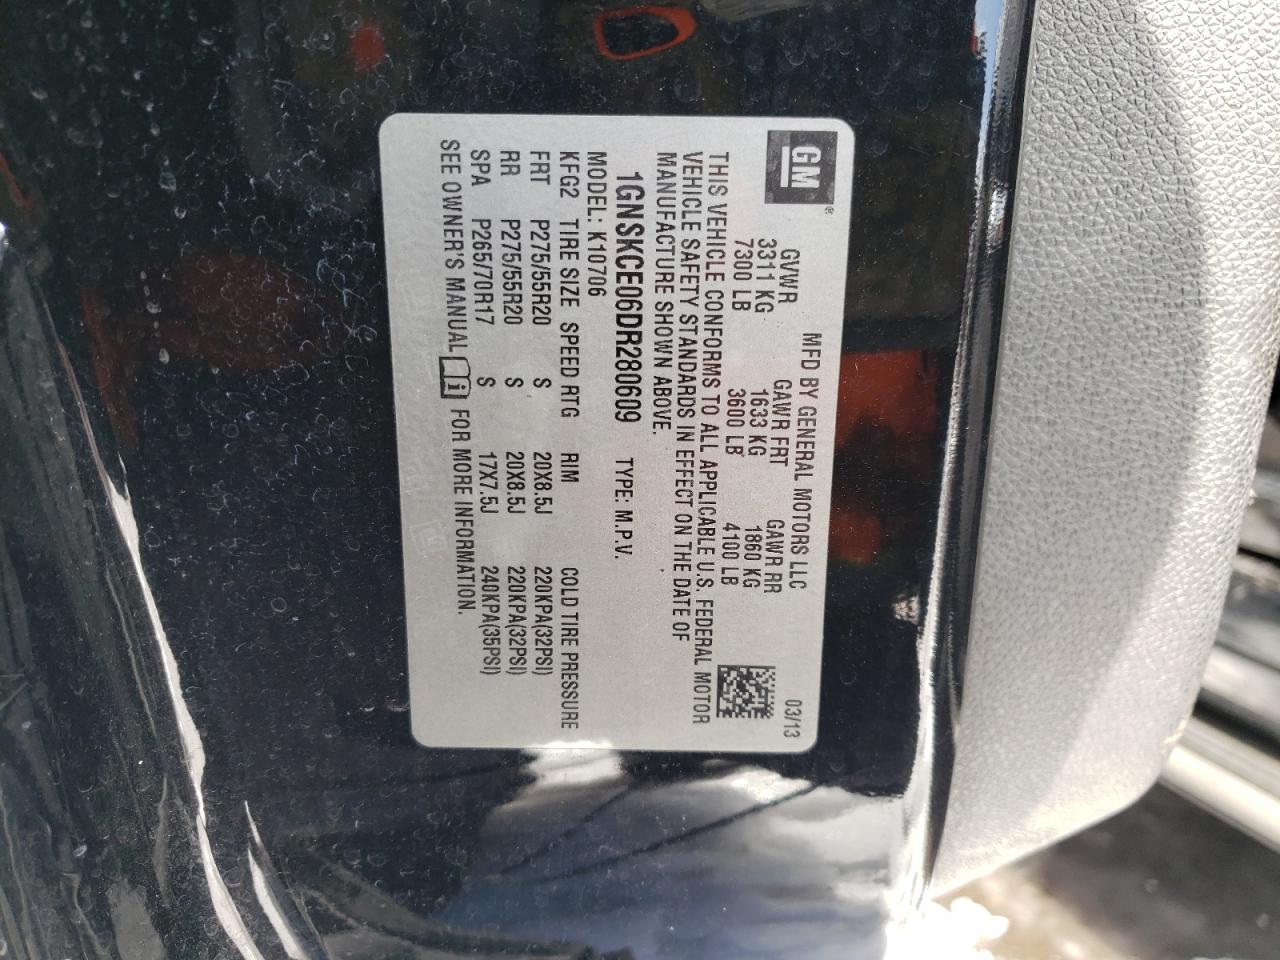 GM
MFD BY GENERAL MOTORS LLC 03/13
GVWR GAWR FRT GAWR RR
3311 KG 1633 KG 1860 KG
7300 LB 3600 LB 4100 LB
THIS VEHICLE CONFORMS TO ALL APPLICABLE U.S. FEDERAL MOTOR
VEHICLE SAFETY STANDARDS IN EFFECT ON THE DATE OF
MANUFACTURE SHOWN ABOVE.
1GNSKCE06DR280609 TYPE: M.P.V.
MODEL: K10706
KFG2 TIRE SIZE SPEED RTG RIM COLD TIRE PRESSURE
FRT P275/55R20 S 20X8.5J 220KPA(32PSI)
RR P275/55R20 S 20X8.5J 220KPA(32PSI)
SPA P265/70R17 S 17X7.5J 240KPA(35PSI)
SEE OWNER'S MANUAL i FOR MORE INFORMATION.